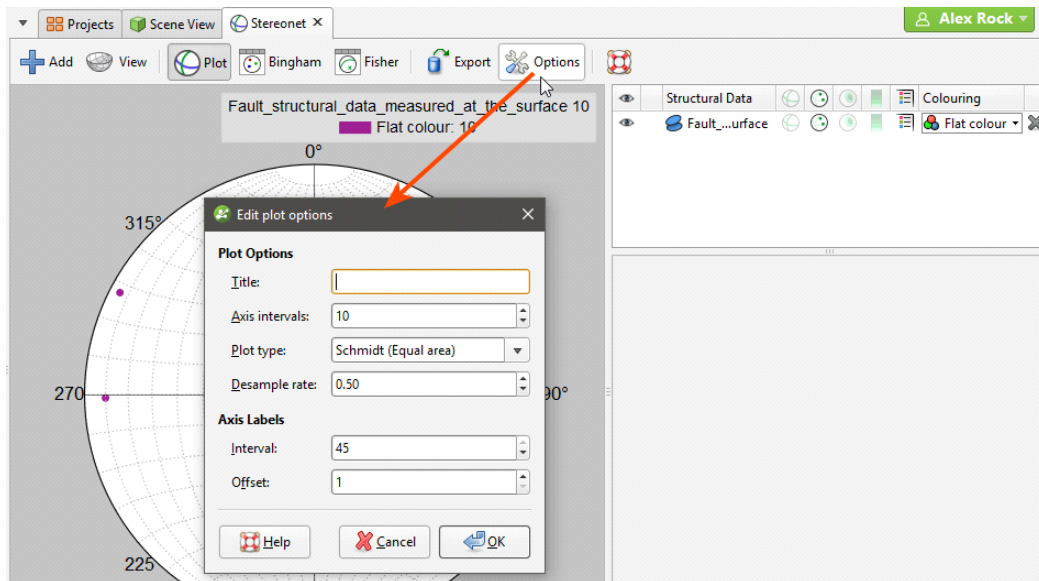 Projects Scene View Stereonet Alex Rock
Add View Plot Bingham Fisher Export Options
Fault_structural_data_measured_at_the_surface 10
Flat colour: 10
Structural Data Colouring
Fault_...urface Flat colour
0°
315°
270
90°
225
Edit plot options
Plot Options
Title:
Axis intervals: 10
Plot type: Schmidt (Equal area)
Desample rate: 0.50
Axis Labels
Interval: 45
Offset: 1
Help Cancel OK